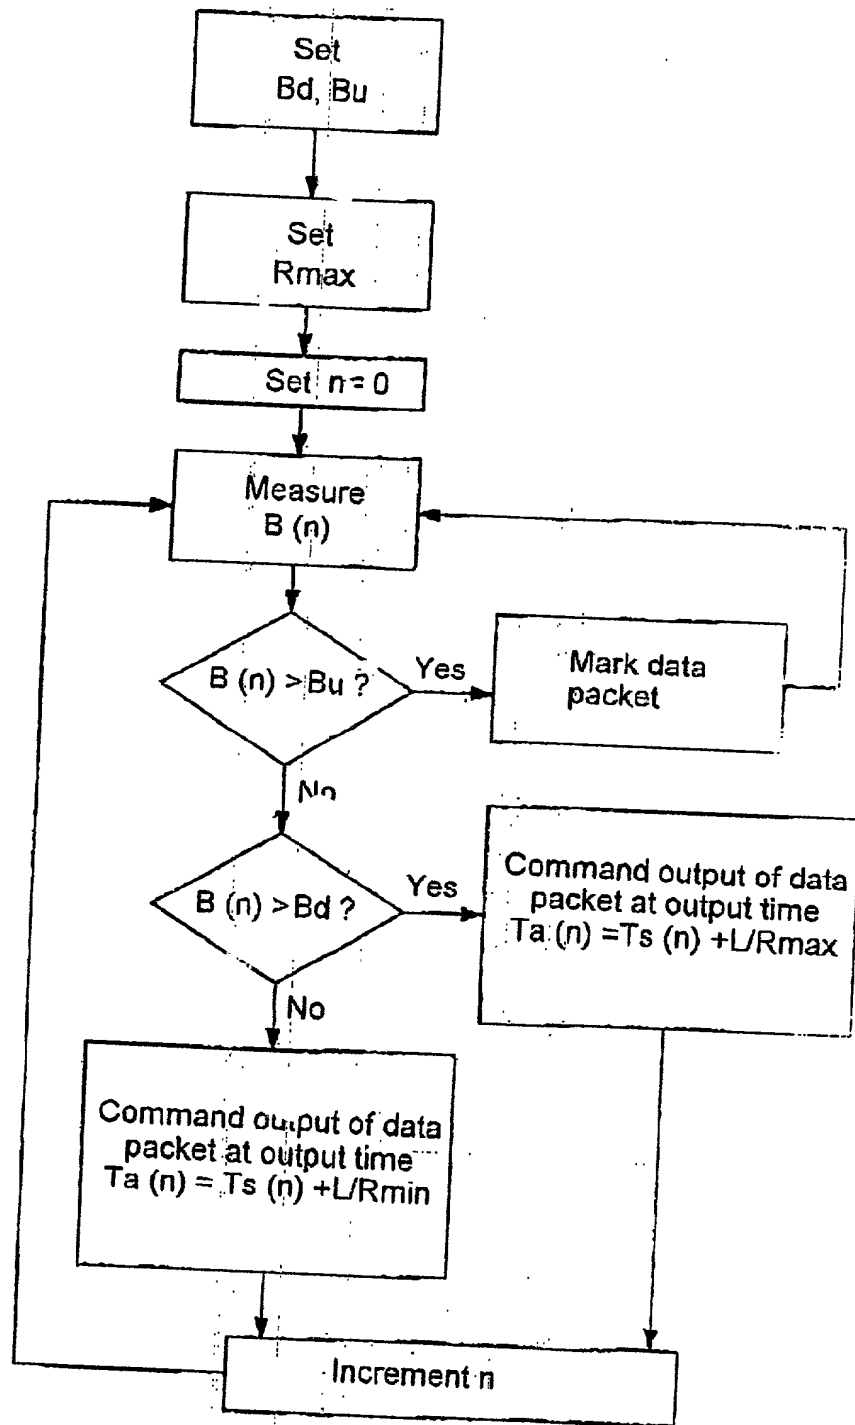 Set
Bd, Bu
Set
Rmax
Set n = 0
Measure
B (n)
B (n) > Bu ?
Yes
Mark data
packet
No
B (n) > Bd ?
Yes
Command output of data
packet at output time
Ta (n) =Ts (n) +L/Rmax
No
Command output of data
packet at output time
Ta (n) = Ts (n) +L/Rmin
Increment n